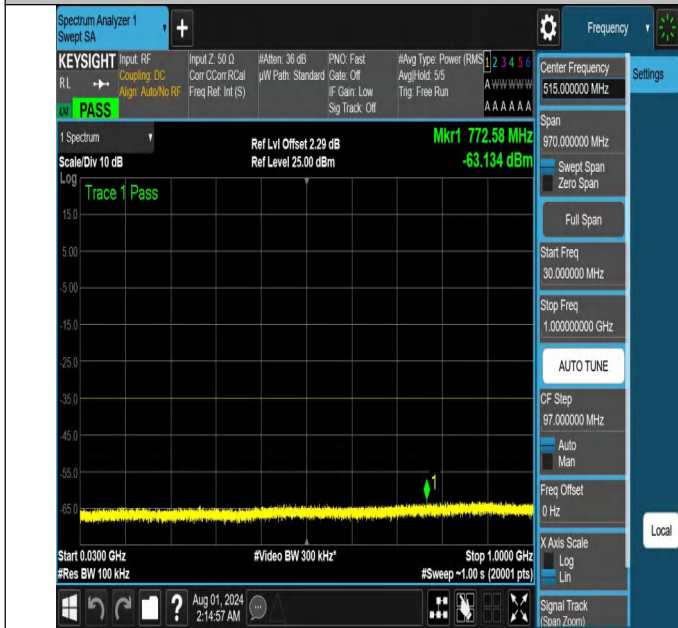 Spectrum Analyzer 1
Swept SA
+
Frequency
KEYSIGHT
RL
LXI
PASS
Input: RF
Coupling: DC
Align: Auto/No RF
Input Z: 50 Ω
Corr CCorr RCal
Freq Ref: Int (S)
#Atten: 36 dB
µW Path: Standard
PNO: Fast
Gate: Off
IF Gain: Low
Sig Track: Off
#Avg Type: Power (RMS
Avg|Hold: 5/5
Trig: Free Run
1 2 3 4 5 6
A W W W W W
A A A A A A
1 Spectrum
Scale/Div 10 dB
Ref Lvl Offset 2.29 dB
Ref Level 25.00 dBm
Mkr1 772.58 MHz
-63.134 dBm
Log
Trace 1 Pass
15.0
5.00
-5.00
-15.0
-25.0
-35.0
-45.0
-55.0
-65.0
1
Start 0.0300 GHz
#Res BW 100 kHz
#Video BW 300 kHz*
Stop 1.0000 GHz
#Sweep ~1.00 s (20001 pts)
?
Aug 01, 2024
2:14:57 AM
Center Frequency
515.000000 MHz
Span
970.000000 MHz
Swept Span
Zero Span
Full Span
Start Freq
30.000000 MHz
Stop Freq
1.000000000 GHz
AUTO TUNE
CF Step
97.000000 MHz
Auto
Man
Freq Offset
0 Hz
X Axis Scale
Log
Lin
Signal Track
(Span Zoom)
Settings
Local